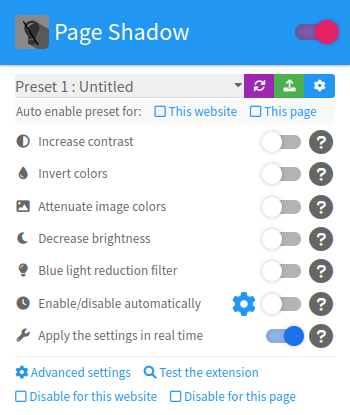 Page Shadow
Preset 1 : Untitled
Auto enable preset for: This website This page
Increase contrast ?
Invert colors ?
Attenuate image colors ?
Decrease brightness ?
Blue light reduction filter ?
Enable/disable automatically ?
Apply the settings in real time ?
Advanced settings Test the extension
Disable for this website Disable for this page